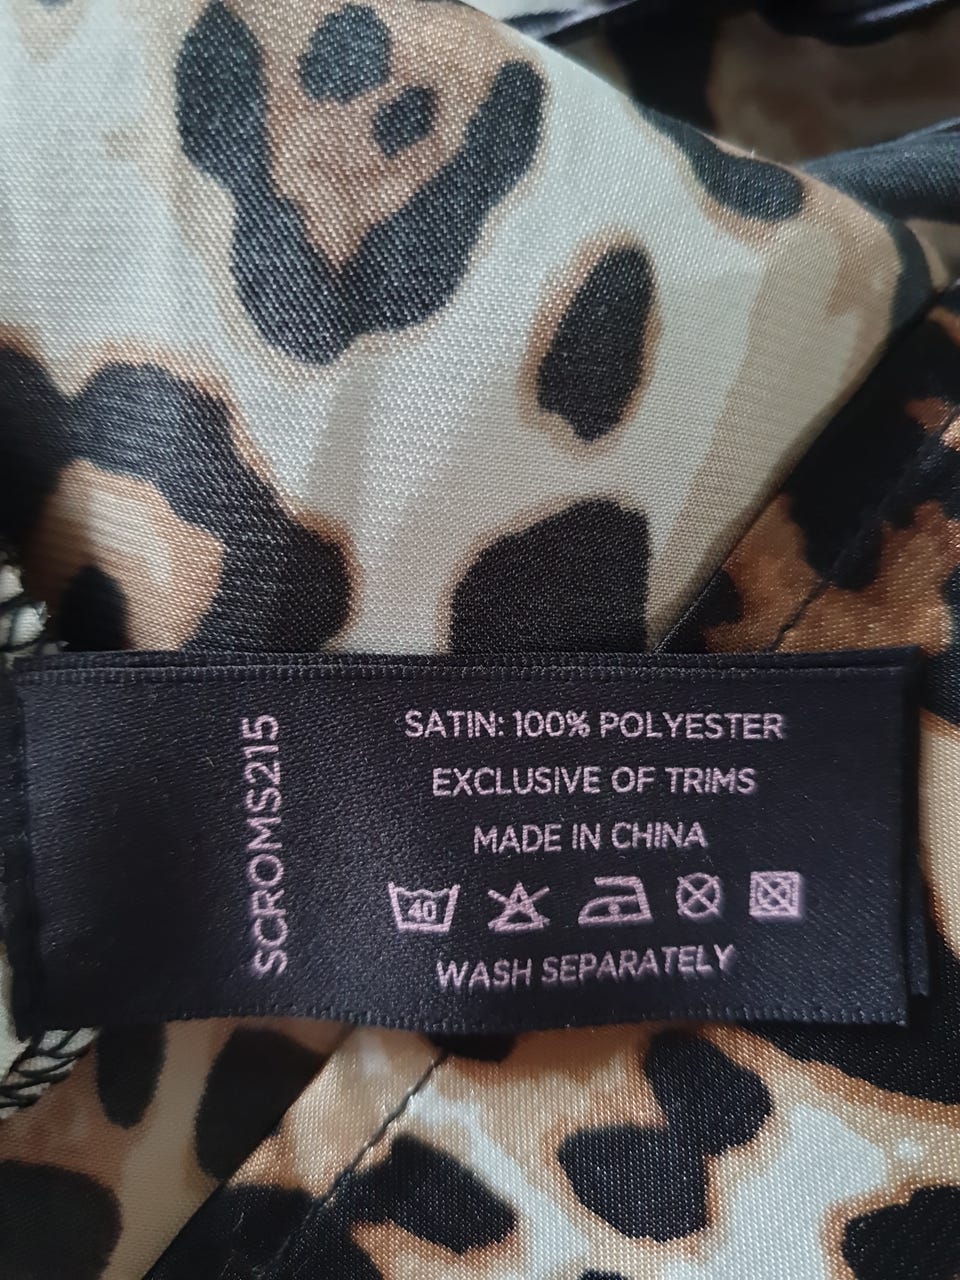 SCROMS215
SATIN: 100% POLYESTER
EXCLUSIVE OF TRIMS
MADE IN CHINA
40
WASH SEPARATELY